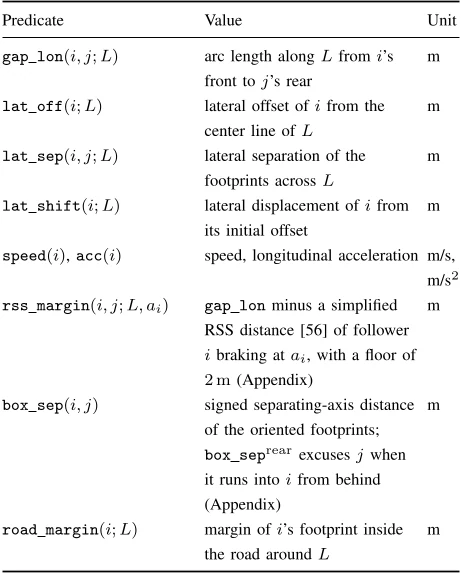 Predicate Value Unit
gap_lon(i, j; L) arc length along L from i's m
front to j's rear
lat_off(i; L) lateral offset of i from the m
center line of L
lat_sep(i, j; L) lateral separation of the m
footprints across L
lat_shift(i; L) lateral displacement of i from m
its initial offset
speed(i), acc(i) speed, longitudinal acceleration m/s,
m/s²
rss_margin(i, j; L, aᵢ) gap_lon minus a simplified m
RSS distance [56] of follower
i braking at aᵢ, with a floor of
2 m (Appendix)
box_sep(i, j) signed separating-axis distance m
of the oriented footprints;
box_sepʳᵉᵃʳ excuses j when
it runs into i from behind
(Appendix)
road_margin(i; L) margin of i's footprint inside m
the road around L